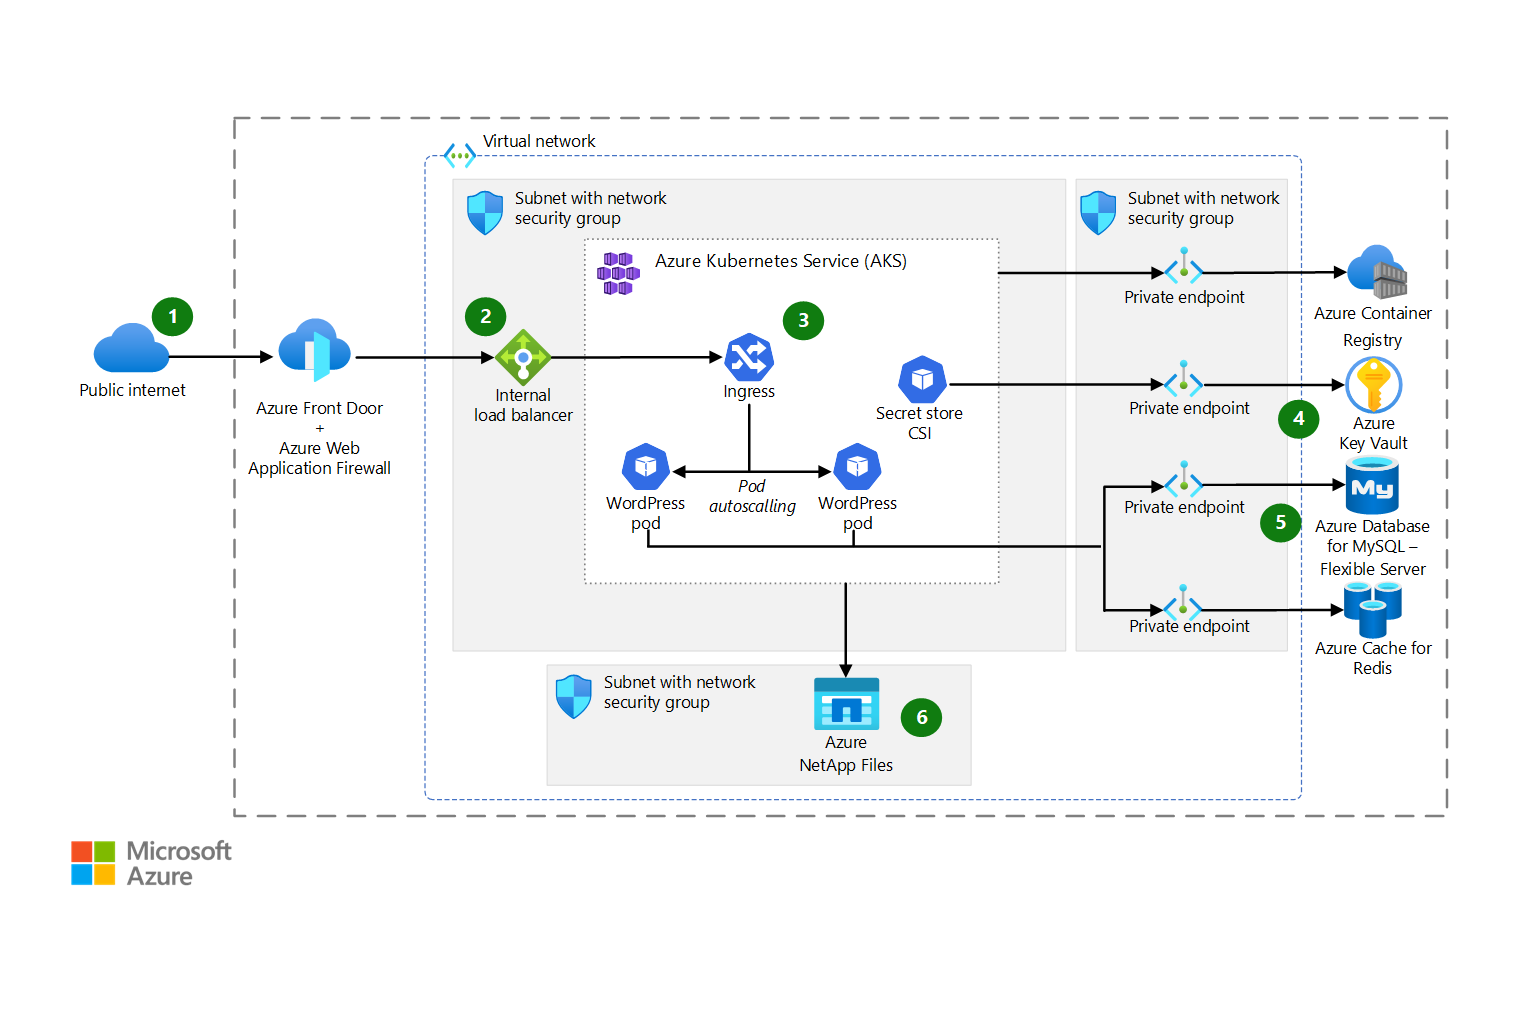 Virtual network
Subnet with network
security group
Subnet with network
security group
Azure Kubernetes Service (AKS)
Private endpoint
Azure Container
Registry
1
Public internet
Azure Front Door
+
Azure Web
Application Firewall
2
Internal
load balancer
3
Ingress
Secret store
CSI
Private endpoint
4
Azure
Key Vault
WordPress
pod
Pod
autoscalling
WordPress
pod
Private endpoint
5
Azure Database
for MySQL –
Flexible Server
My
Private endpoint
Azure Cache for
Redis
Subnet with network
security group
6
Azure
NetApp Files
Microsoft
Azure